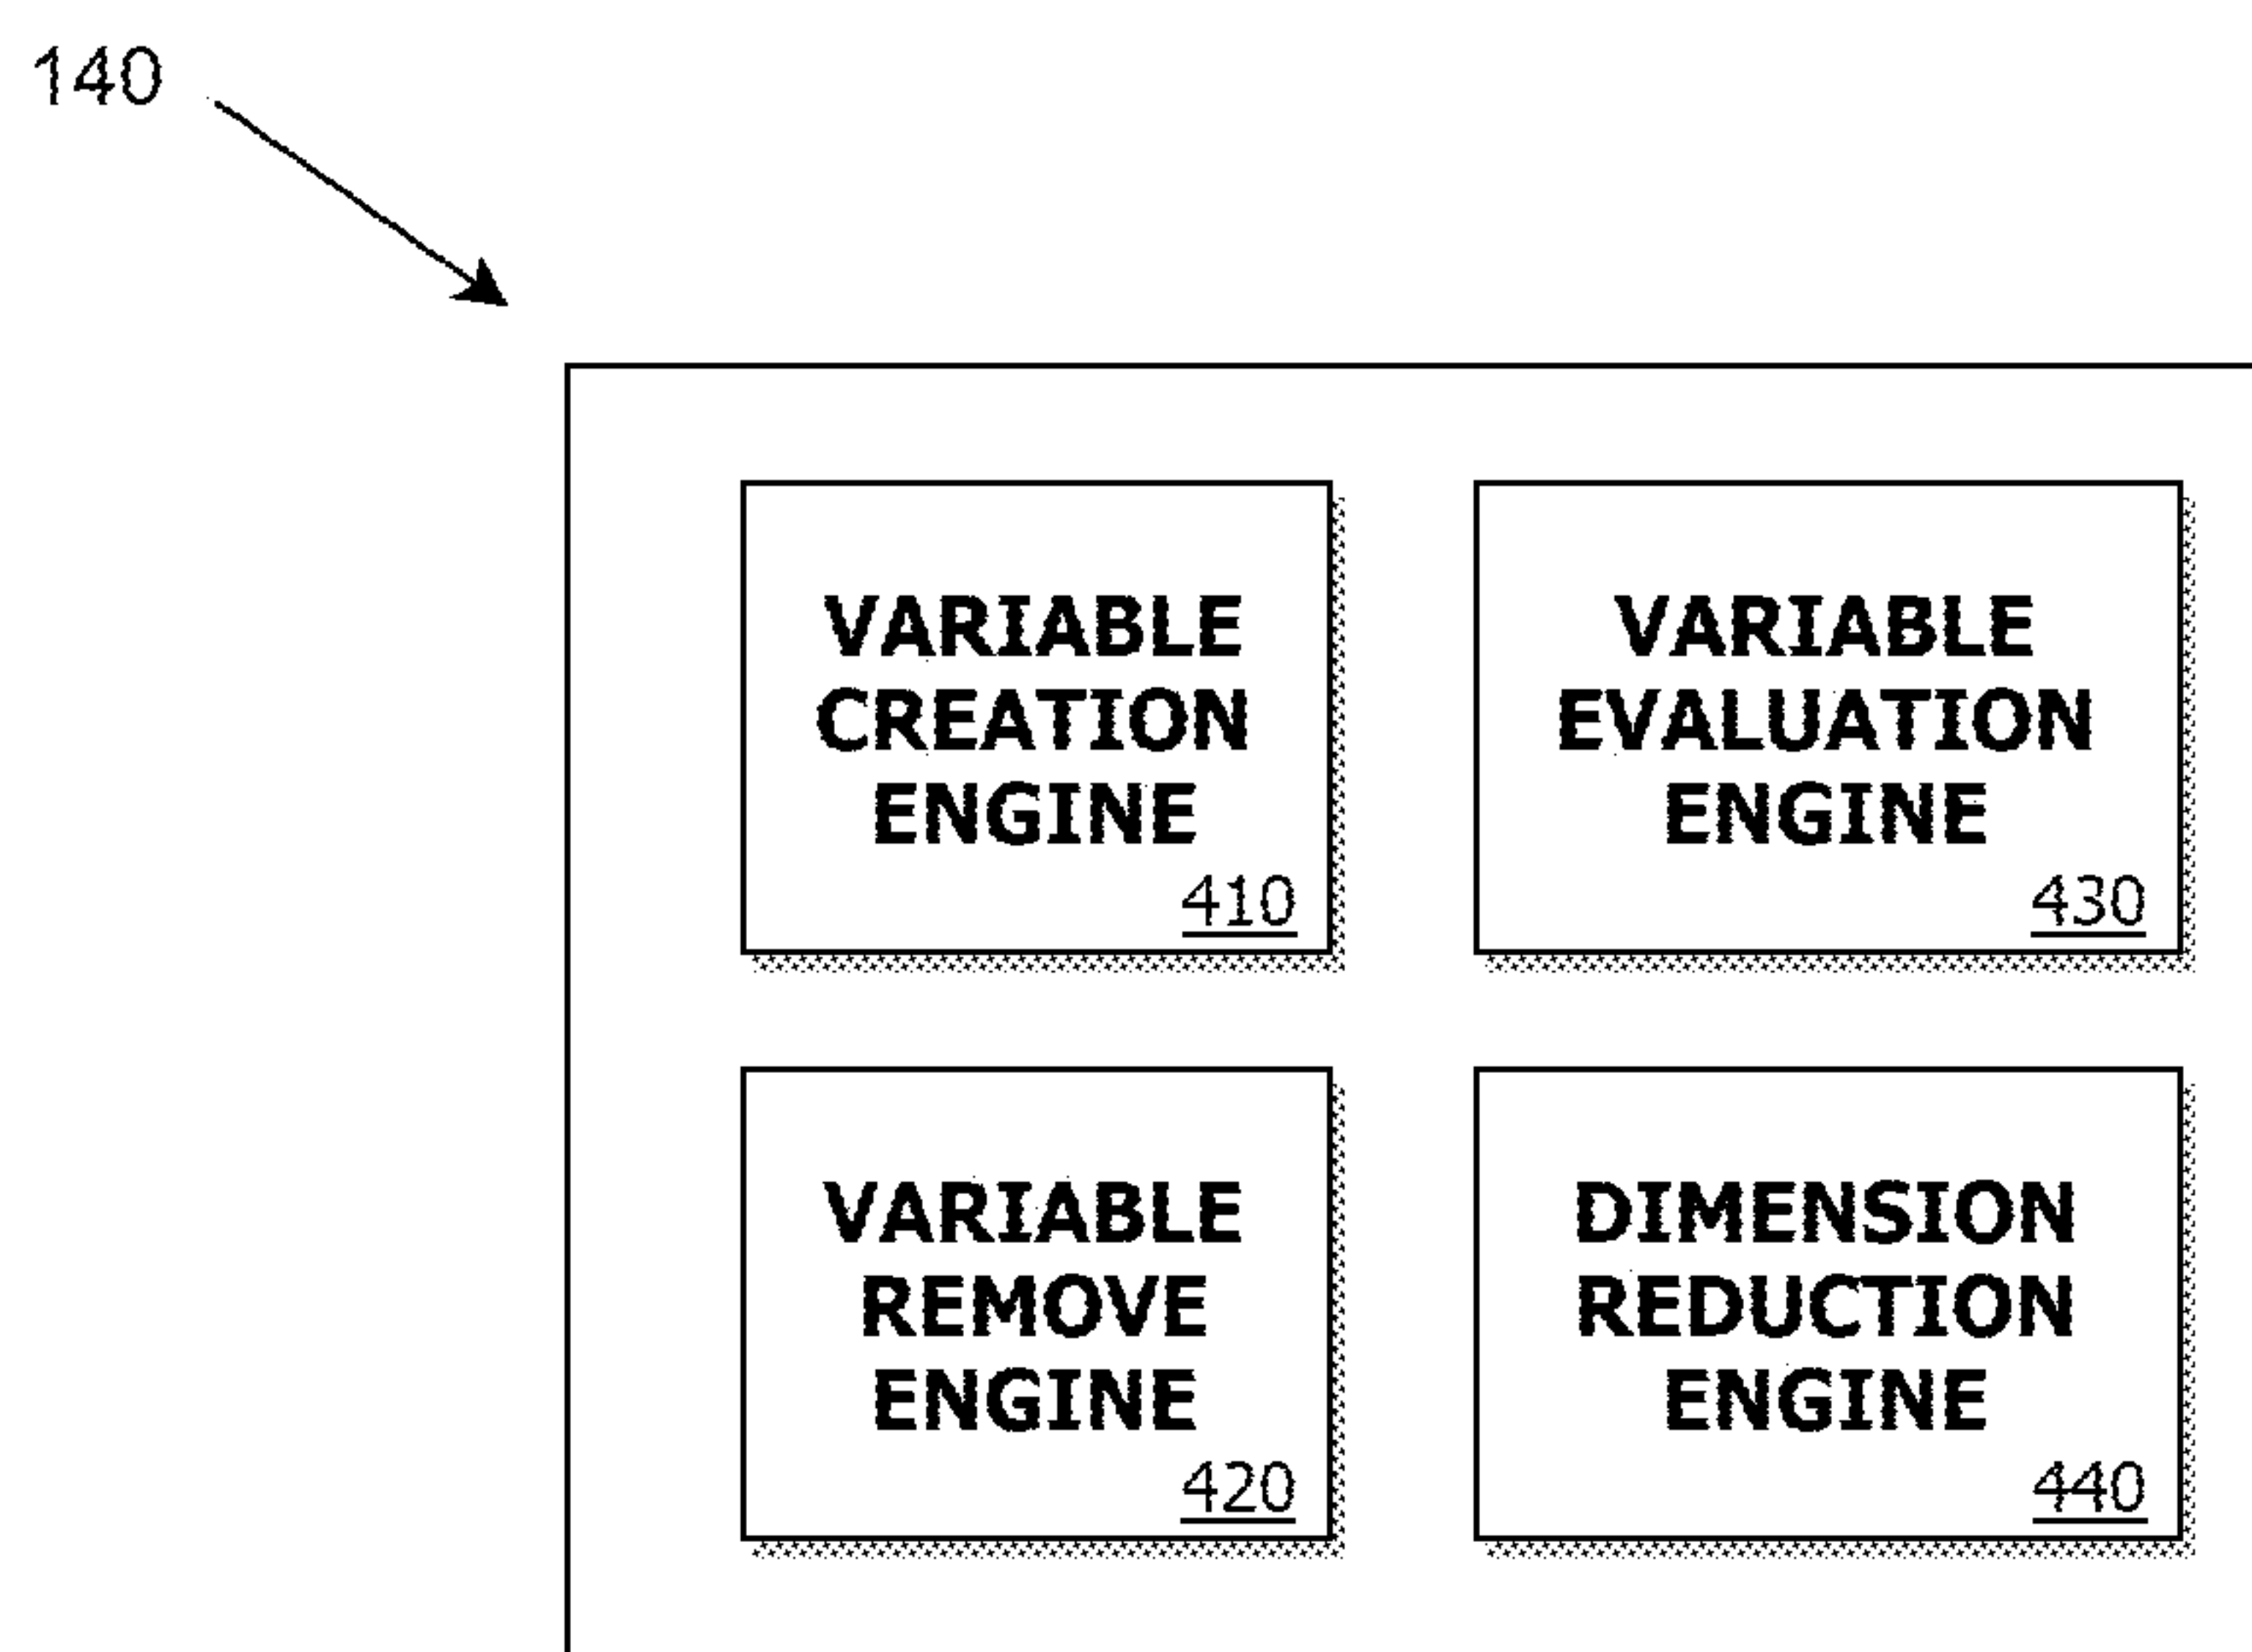 140
VARIABLE
CREATION
ENGINE
410
VARIABLE
EVALUATION
ENGINE
430
VARIABLE
REMOVE
ENGINE
420
DIMENSION
REDUCTION
ENGINE
440